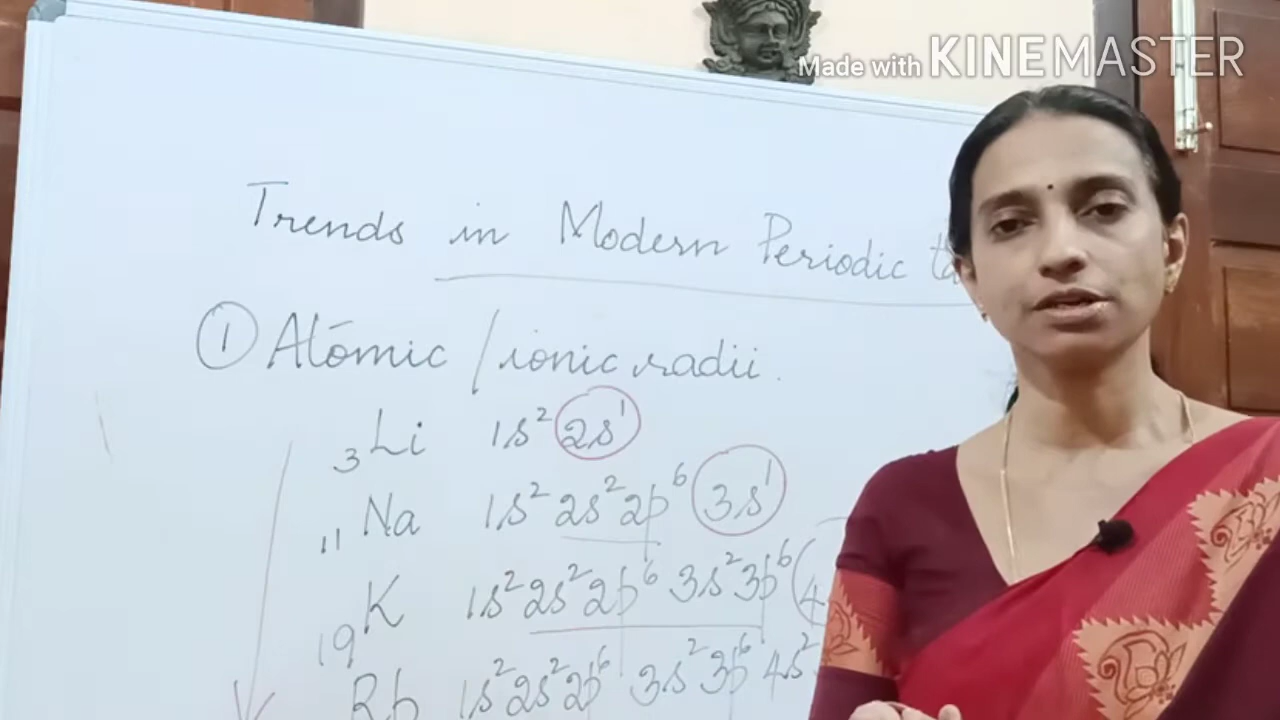 Made with KINEMASTER
Trends in Modern Periodic
① Atomic / ionic radii.
₃Li 1s² 2s¹
₁₁Na 1s² 2s² 2p⁶ 3s¹
₁₉K 1s² 2s² 2p⁶ 3s² 3p⁶ 4
Rb 1s² 2s² 2p⁶ 3s² 3p⁶ 4s²